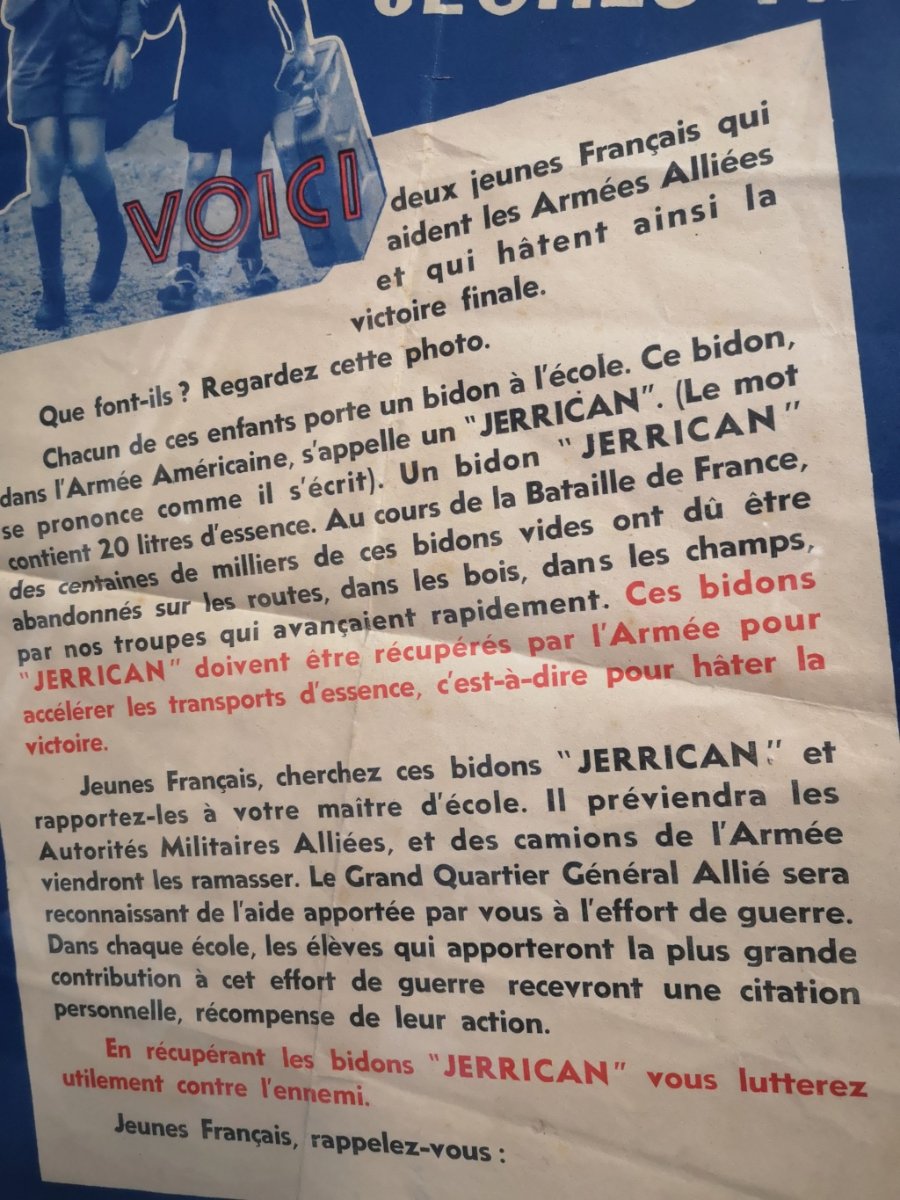 VOICI
deux jeunes Français qui
aident les Armées Alliées
et qui hâtent ainsi la
victoire finale.
Que font-ils ? Regardez cette photo.
Chacun de ces enfants porte un bidon à l'école. Ce bidon,
dans l'Armée Américaine, s'appelle un "JERRICAN". (Le mot
se prononce comme il s'écrit). Un bidon "JERRICAN"
contient 20 litres d'essence. Au cours de la Bataille de France,
des centaines de milliers de ces bidons vides ont dû être
abandonnés sur les routes, dans les bois, dans les champs,
par nos troupes qui avançaient rapidement. Ces bidons
"JERRICAN" doivent être récupérés par l'Armée pour
accélérer les transports d'essence, c'est-à-dire pour hâter la
victoire.
Jeunes Français, cherchez ces bidons "JERRICAN" et
rapportez-les à votre maître d'école. Il préviendra les
Autorités Militaires Alliées, et des camions de l'Armée
viendront les ramasser. Le Grand Quartier Général Allié sera
reconnaissant de l'aide apportée par vous à l'effort de guerre.
Dans chaque école, les élèves qui apporteront la plus grande
contribution à cet effort de guerre recevront une citation
personnelle, récompense de leur action.
En récupérant les bidons "JERRICAN" vous lutterez
utilement contre l'ennemi.
Jeunes Français, rappelez-vous :